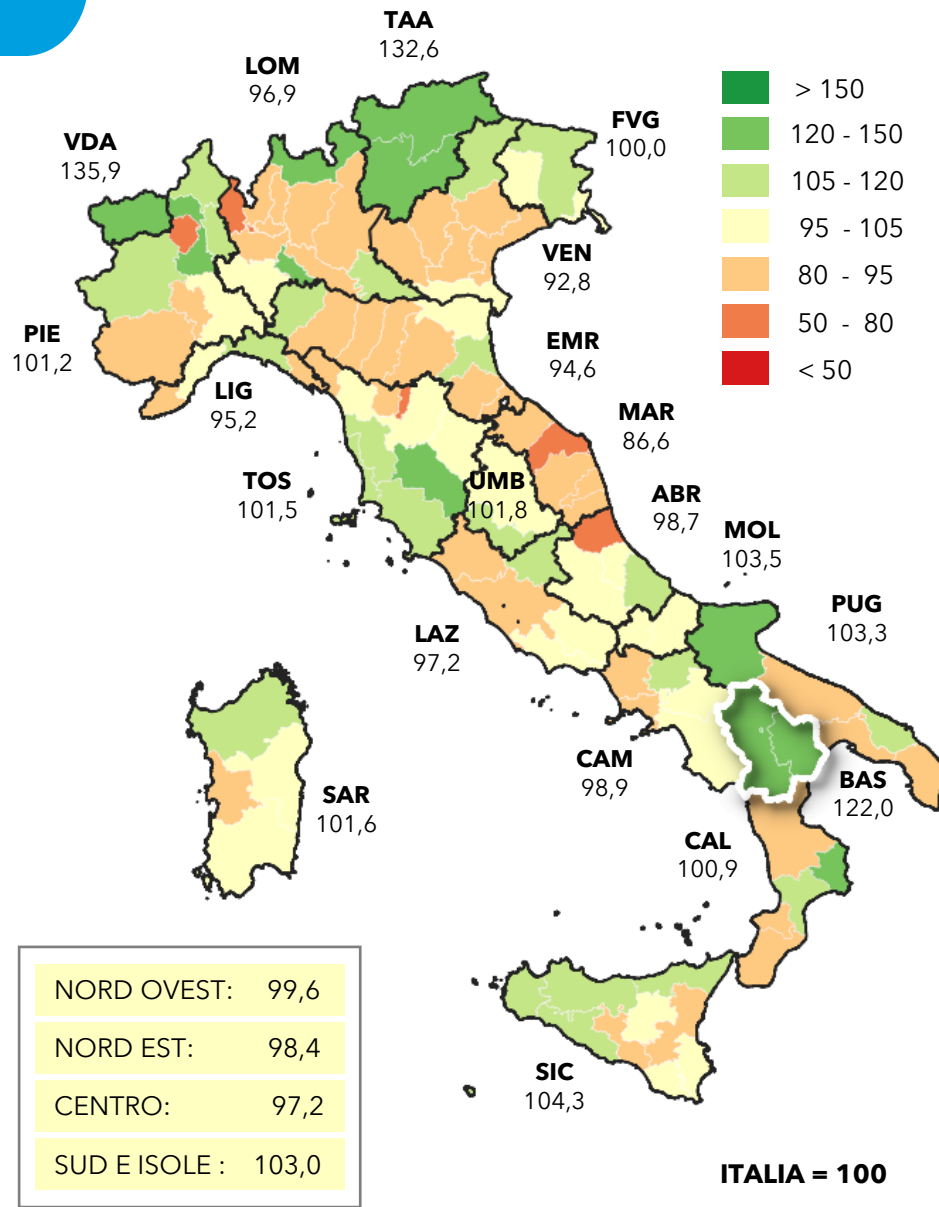 TAA
132,6
LOM
96,9
VDA
135,9
FVG
100,0
> 150
120 - 150
105 - 120
95 - 105
80 - 95
50 - 80
< 50
VEN
92,8
PIE
101,2
LIG
95,2
EMR
94,6
MAR
86,6
TOS
101,5
UMB
101,8
ABR
98,7
MOL
103,5
PUG
103,3
LAZ
97,2
CAM
98,9
BAS
122,0
SAR
101,6
CAL
100,9
SIC
104,3
NORD OVEST: 99,6
NORD EST: 98,4
CENTRO: 97,2
SUD E ISOLE : 103,0
ITALIA = 100